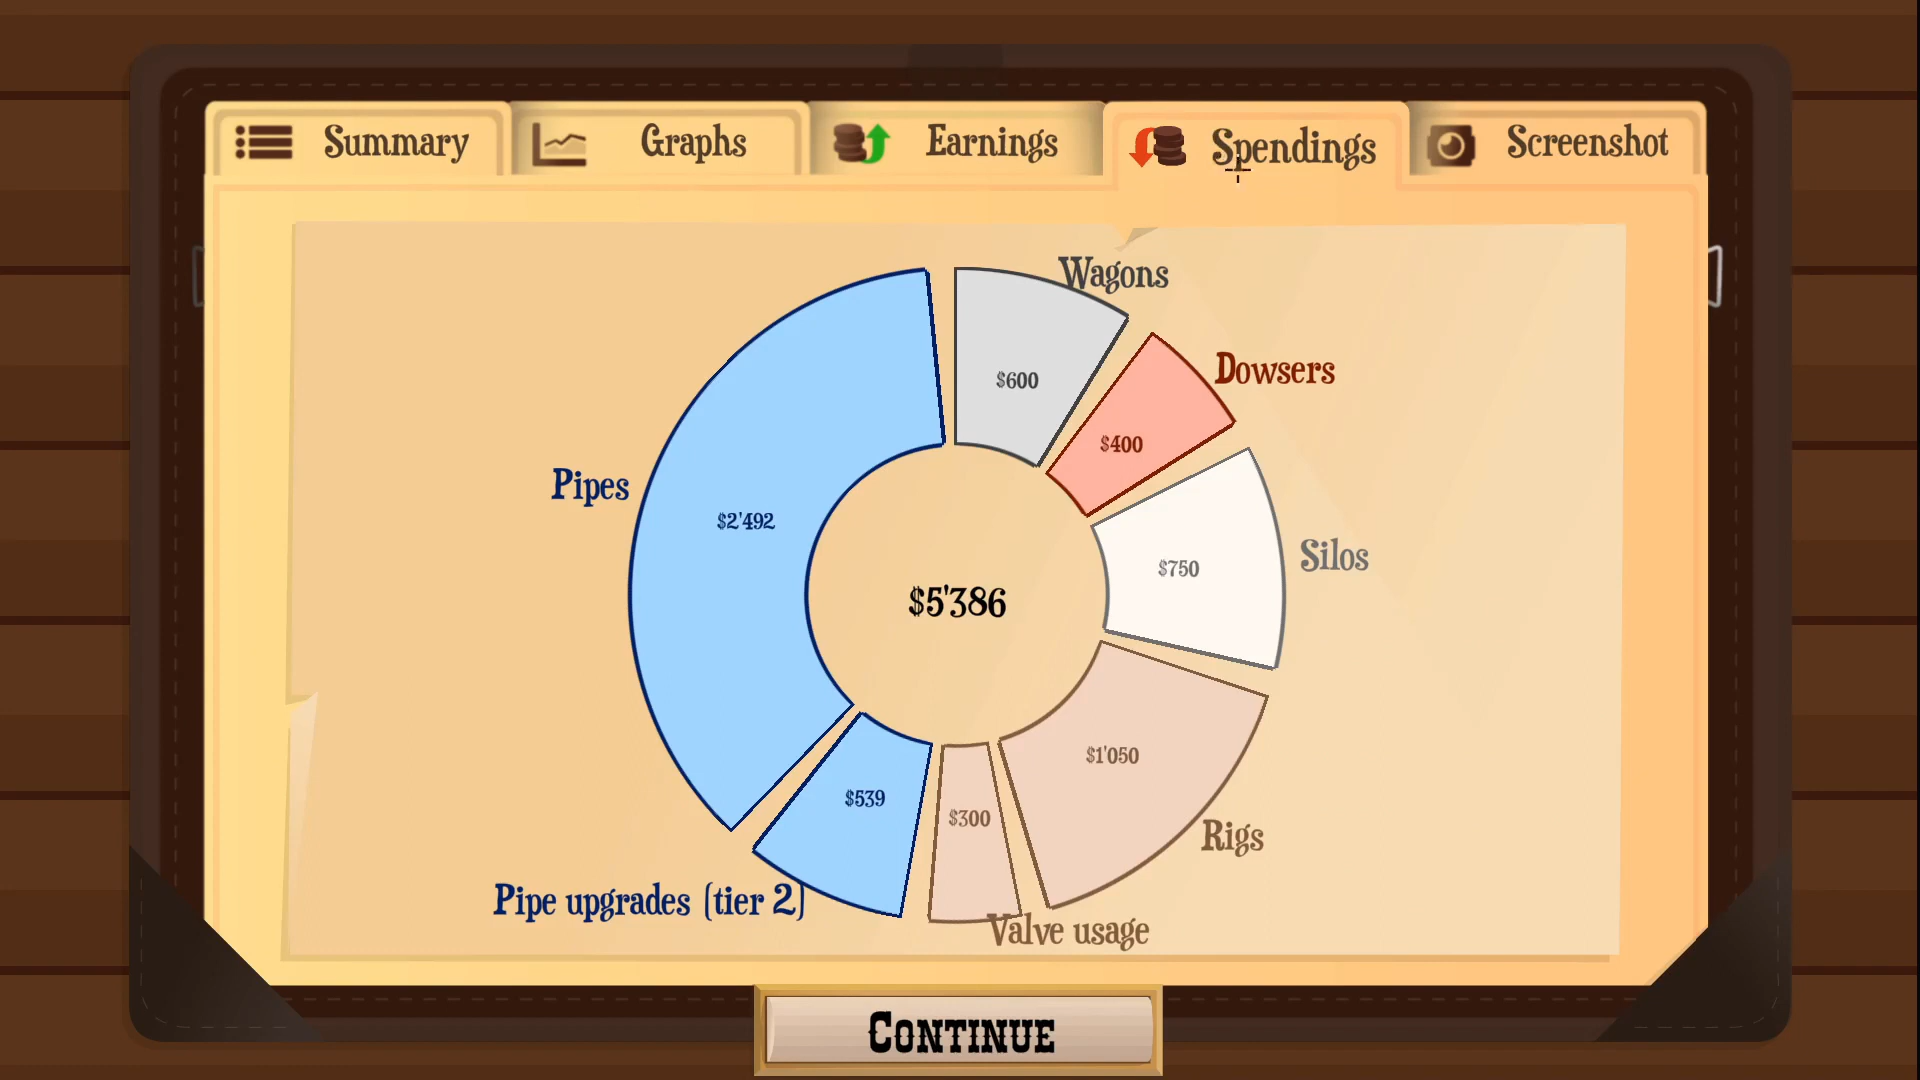 Summary
Graphs
Earnings
Spendings
Screenshot
Wagons
$600
Dowsers
$400
Silos
$750
Pipes
$2'492
$5'386
$1'050
Rigs
$539
$300
Pipe upgrades (tier 2)
Valve usage
CONTINUE